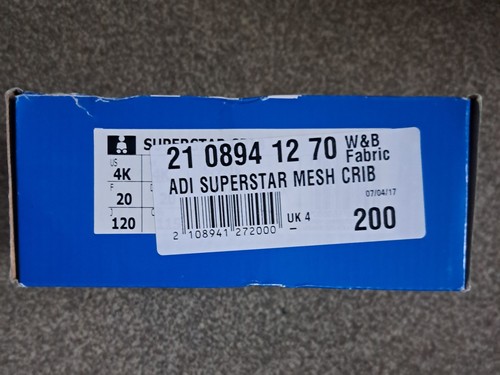 SUPERSTAR
US
4K
F
20
J
120
21 0894 12 70 W&B Fabric
ADI SUPERSTAR MESH CRIB
07/04/17
2 108941 272000
UK 4
200